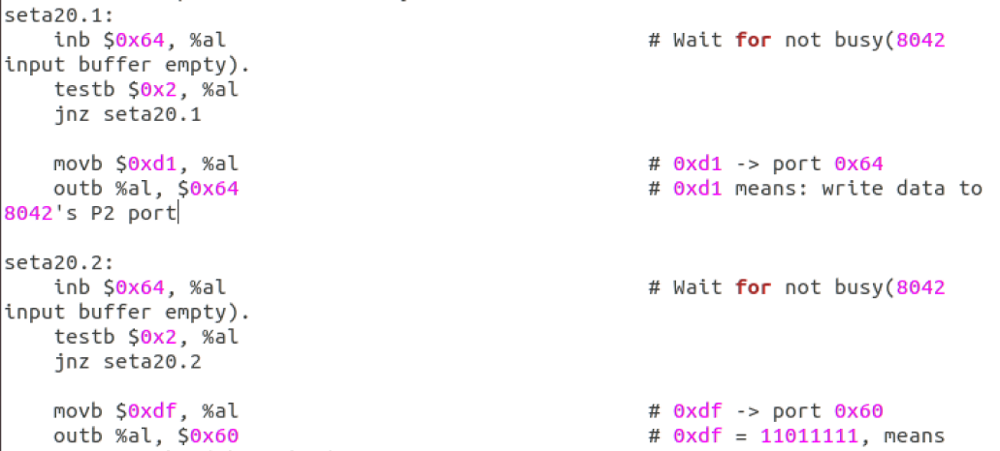 seta20.1:
    inb $0x64, %al                                  # Wait for not busy(8042
input buffer empty).
    testb $0x2, %al
    jnz seta20.1

    movb $0xd1, %al                                 # 0xd1 -> port 0x64
    outb %al, $0x64                                 # 0xd1 means: write data to
8042's P2 port

seta20.2:
    inb $0x64, %al                                  # Wait for not busy(8042
input buffer empty).
    testb $0x2, %al
    jnz seta20.2

    movb $0xdf, %al                                 # 0xdf -> port 0x60
    outb %al, $0x60                                 # 0xdf = 11011111, means